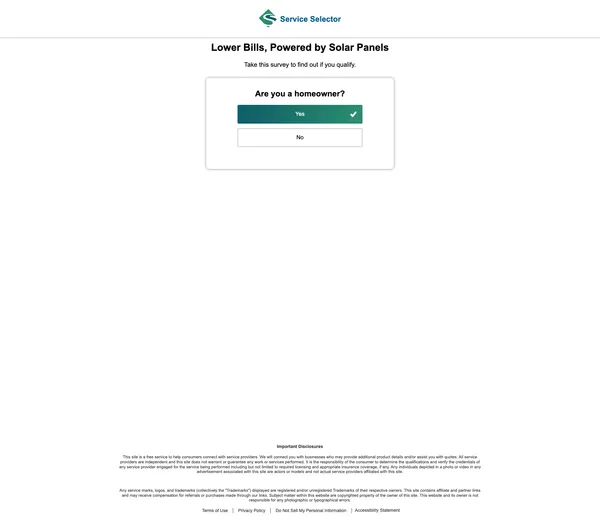 Service Selector
Lower Bills, Powered by Solar Panels
Take this survey to find out if you qualify.
Are you a homeowner?
Yes
No
Important Disclosures
This site is a free service to help consumers connect with service providers. We will connect you with businesses who may provide additional product details and/or assist you with quotes. All service
providers are independent and this site does not warrant or guarantee any work or services performed. It is the responsibility of the consumer to determine the qualifications and verify the credentials of
any service provider engaged for the service being performed including but not limited to required licensing and appropriate insurance coverage, if any. Any individuals depicted in a photo or video in any
advertisement associated with this site are actors or models and not actual service providers affiliated with this site.
Any service marks, logos, and trademarks (collectively the "Trademarks") displayed are registered and/or unregistered Trademarks of their respective owners. This site contains affiliate and partner links
and may receive compensation for referrals or purchases made through our links. Subject matter within this website are copyrighted property of the owner of this site. This website and its owner is not
responsible for any photographic or typographical errors.
Terms of Use | Privacy Policy | Do Not Sell My Personal Information | Accessibility Statement